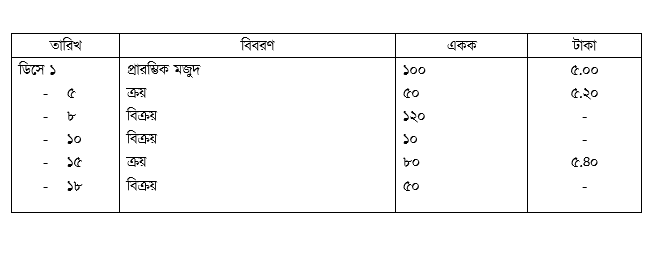 তারিখ বিবরণ একক টাকা
ডিসে ১ প্রারম্ভিক মজুদ ১০০ ৫.০০
- ৫ ক্রয় ৫০ ৫.২০
- ৮ বিক্রয় ১২০ -
- ১০ বিক্রয় ১০ -
- ১৫ ক্রয় ৮০ ৫.৪০
- ১৮ বিক্রয় ৫০ -